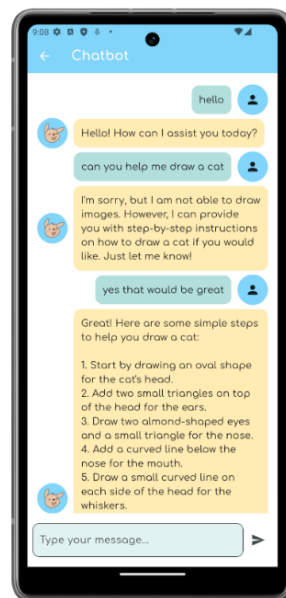 9:08
Chatbot
hello
Hello! How can I assist you today?
can you help me draw a cat
I'm sorry, but I am not able to draw
images. However, I can provide
you with step-by-step instructions
on how to draw a cat if you would
like. Just let me know!
yes that would be great
Great! Here are some simple steps
to help you draw a cat:
1. Start by drawing an oval shape
for the cat's head.
2. Add two small triangles on top
of the head for the ears.
3. Draw two almond-shaped eyes
and a small triangle for the nose.
4. Add a curved line below the
nose for the mouth.
5. Draw a small curved line on
each side of the head for the
whiskers.
Type your message...